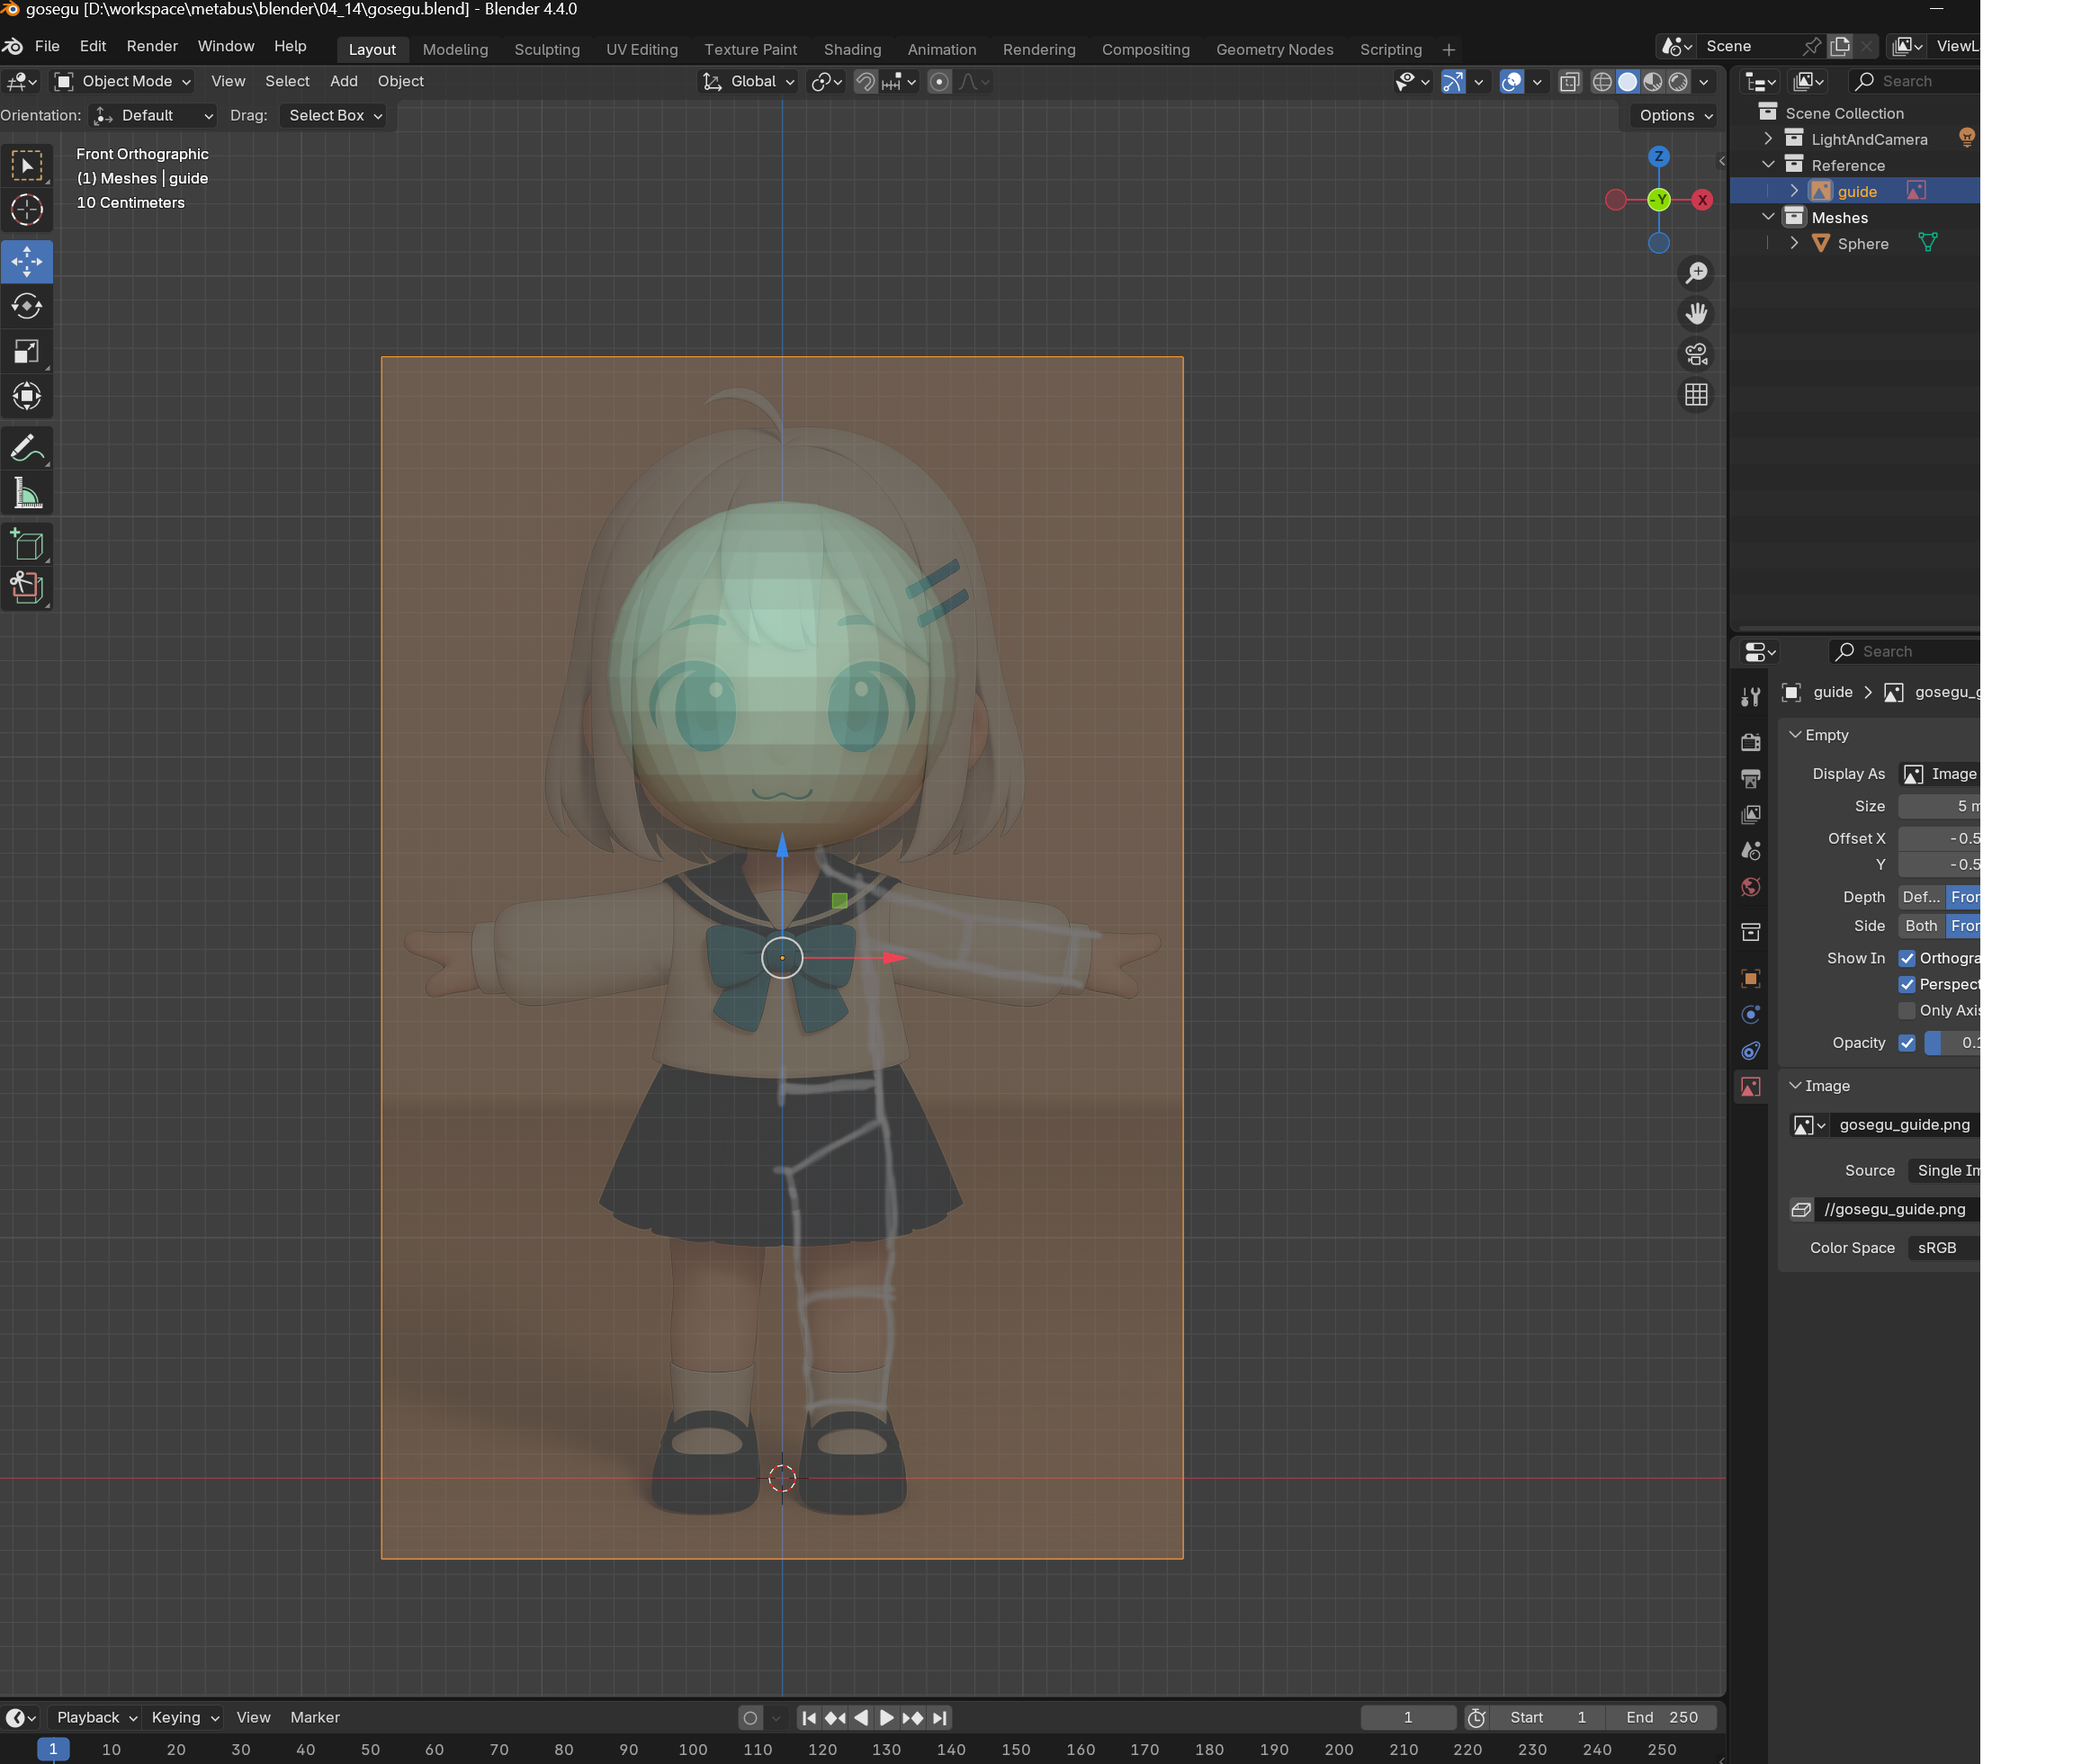 gosegu [D:\workspace\metabus\blender\04_14\gosegu.blend] - Blender 4.4.0
File Edit Render Window Help Layout Modeling Sculpting UV Editing Texture Paint Shading Animation Rendering Compositing Geometry Nodes Scripting + Scene ViewL
Object Mode View Select Add Object Global Search
Orientation: Default Drag: Select Box Options
Scene Collection
LightAndCamera
Reference
guide
Meshes
Sphere
Front Orthographic
(1) Meshes | guide
10 Centimeters
Z
-Y
X
Search
guide > gosegu_g
Empty
Display As Image
Size 5 m
Offset X -0.5
Y -0.5
Depth Def... Fror
Side Both Fror
Show In Orthogra
Perspect
Only Axi
Opacity 0.1
Image
gosegu_guide.png
Source Single Im
//gosegu_guide.png
Color Space sRGB
Playback Keying View Marker 1 Start 1 End 250
1 10 20 30 40 50 60 70 80 90 100 110 120 130 140 150 160 170 180 190 200 210 220 230 240 250